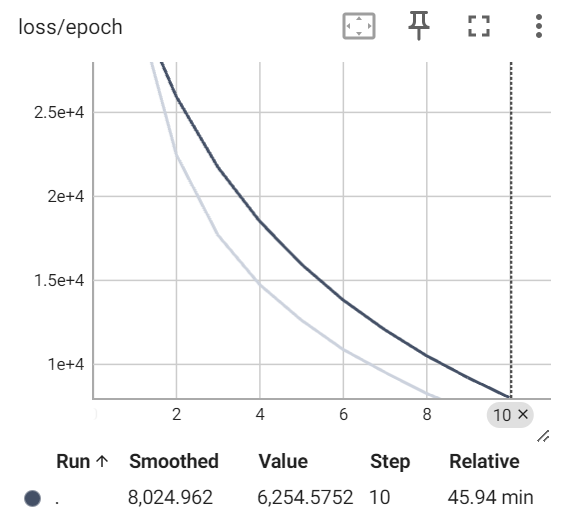 loss/epoch
2.5e+4
2e+4
1.5e+4
1e+4
2 4 6 8 10 ×
Run ↑ Smoothed Value Step Relative
. 8,024.962 6,254.5752 10 45.94 min